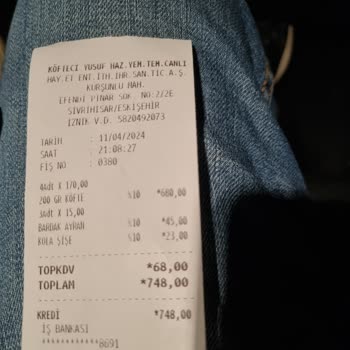 KÖFTECİ YUSUF HAZ.YEM.TEM.CANLI
HAY.ET ENT.İTH.İHR.SAN.TİC A.Ş.
KURŞUNLU MAH.
EFENDİ PINAR SOK. NO:2/2E
SİVRİHİSAR/ESKİŞEHİR
İZNİK V.D. 5820492073
TARİH : 11/04/2024
SAAT : 21:08:27
FİŞ NO : 0380
4Adt X 170,00
200 GR KÖFTE %10 *680,00
3Adt X 15,00
BARDAK AYRAN %10 *45,00
KOLA ŞİŞE %10 *23,00
TOPKDV *68,00
TOPLAM *748,00
KREDİ *748,00
İŞ BANKASI
************8691